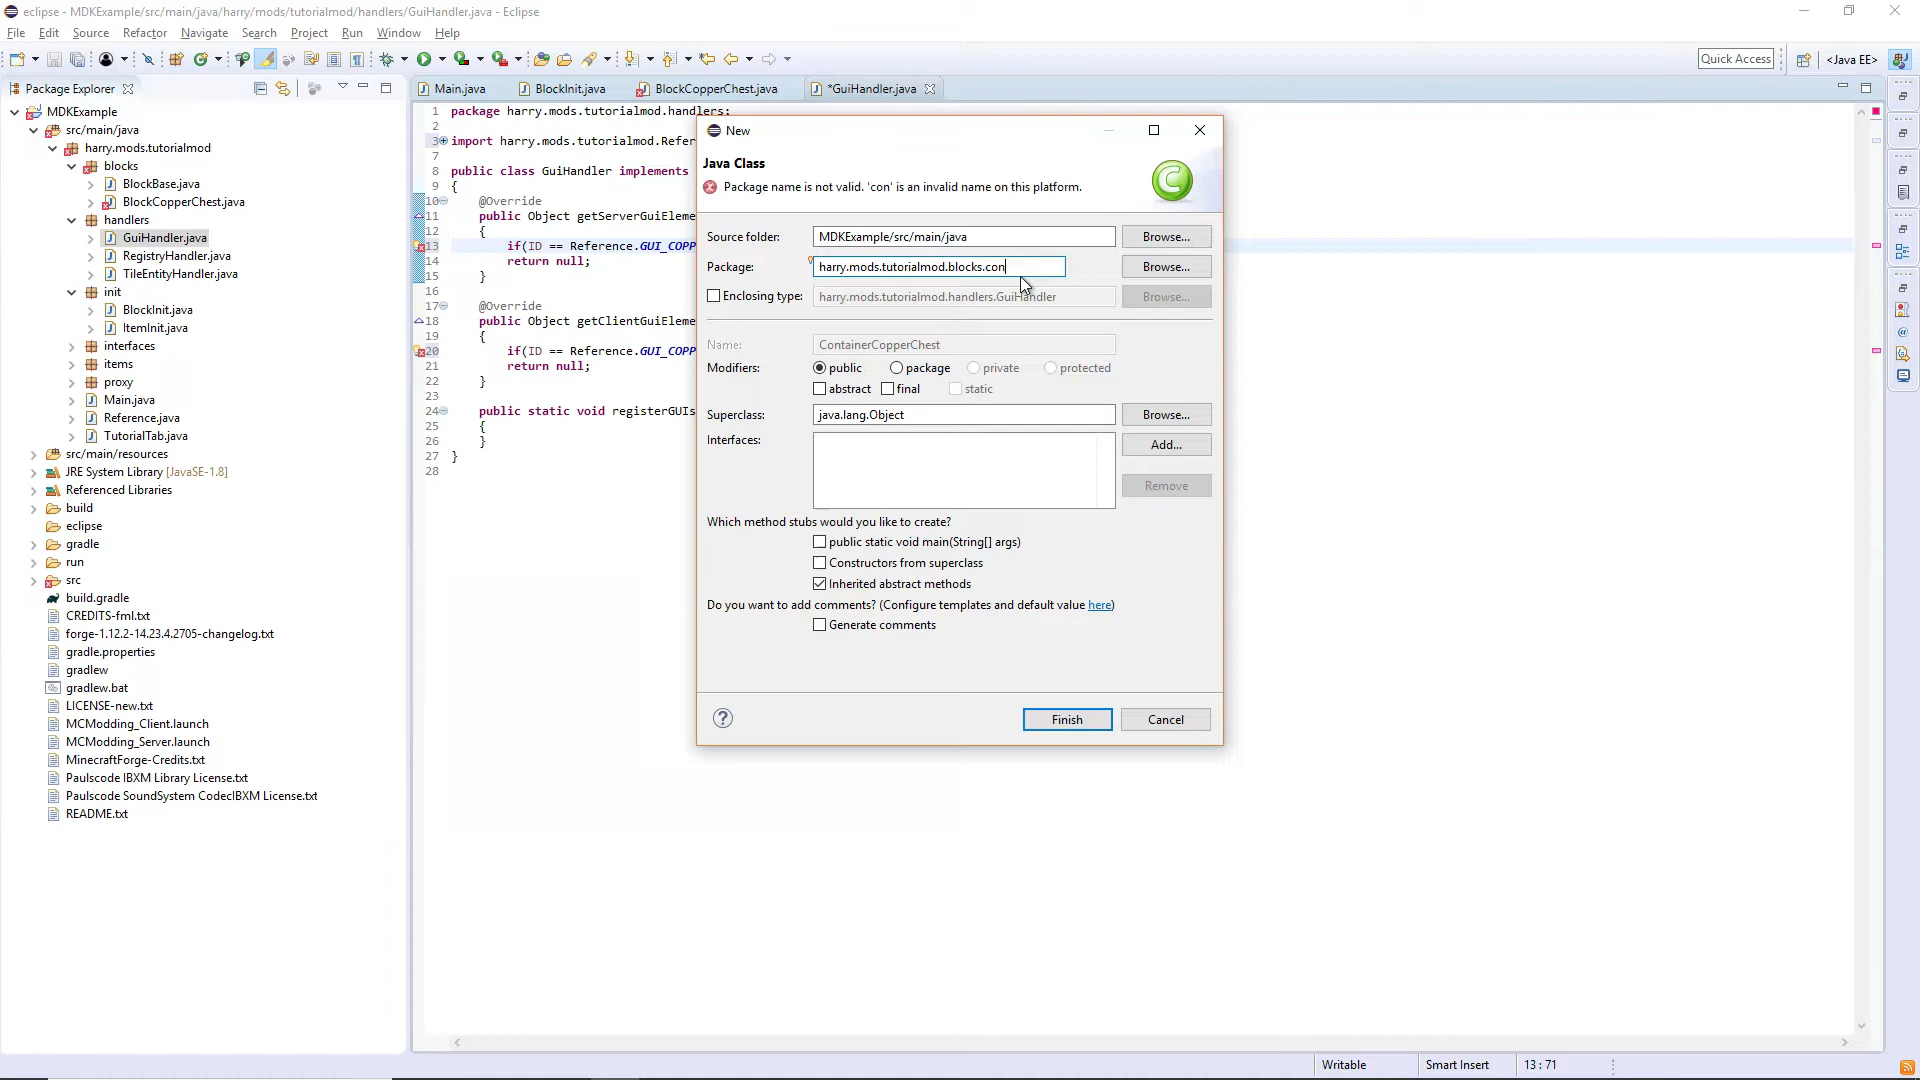 eclipse - MDKExample/src/main/java/harry/mods/tutorialmod/handlers/GuiHandler.java - Eclipse
File Edit Source Refactor Navigate Search Project Run Window Help
Quick Access
<Java EE>
Package Explorer
MDKExample
src/main/java
harry.mods.tutorialmod
blocks
BlockBase.java
BlockCopperChest.java
handlers
GuiHandler.java
RegistryHandler.java
TileEntityHandler.java
init
BlockInit.java
ItemInit.java
interfaces
items
proxy
Main.java
Reference.java
TutorialTab.java
src/main/resources
JRE System Library [JavaSE-1.8]
Referenced Libraries
build
eclipse
gradle
run
src
build.gradle
CREDITS-fml.txt
forge-1.12.2-14.23.4.2705-changelog.txt
gradle.properties
gradlew
gradlew.bat
LICENSE-new.txt
MCModding_Client.launch
MCModding_Server.launch
MinecraftForge-Credits.txt
Paulscode IBXM Library License.txt
Paulscode SoundSystem CodecIBXM License.txt
README.txt
Main.java BlockInit.java BlockCopperChest.java *GuiHandler.java
1 package harry.mods.tutorialmod.handlers;
2
3 import harry.mods.tutorialmod.Refer
7
8 public class GuiHandler implements
9 {
10 @Override
11 public Object getServerGuiEleme
12 {
13 if(ID == Reference.GUI_COPP
14 return null;
15 }
16
17 @Override
18 public Object getClientGuiEleme
19 {
20 if(ID == Reference.GUI_COPP
21 return null;
22 }
23
24 public static void registerGUIs
25 {
26 }
27 }
28
New
Java Class
Package name is not valid. 'con' is an invalid name on this platform.
Source folder: MDKExample/src/main/java Browse...
Package: harry.mods.tutorialmod.blocks.con Browse...
Enclosing type: harry.mods.tutorialmod.handlers.GuiHandler Browse...
Name: ContainerCopperChest
Modifiers: public package private protected
abstract final static
Superclass: java.lang.Object Browse...
Interfaces: Add...
Remove
Which method stubs would you like to create?
public static void main(String[] args)
Constructors from superclass
Inherited abstract methods
Do you want to add comments? (Configure templates and default value here)
Generate comments
Finish Cancel
Writable Smart Insert 13 : 71